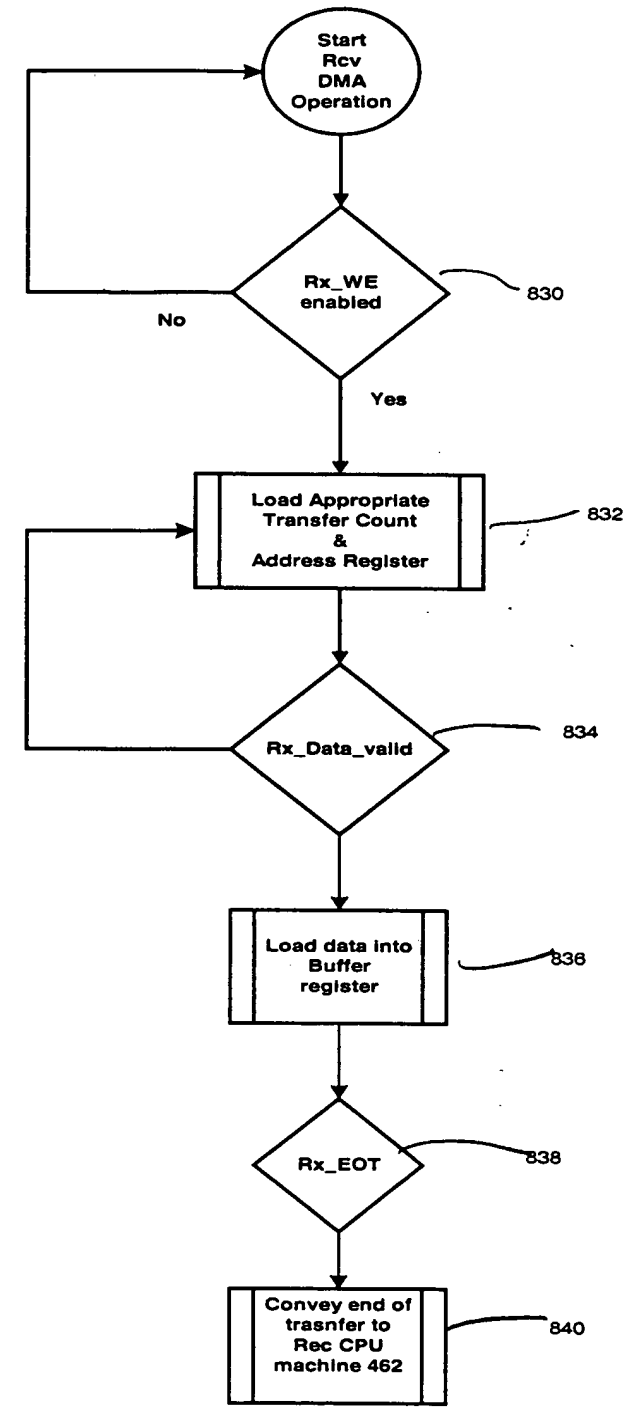 Start
Rcv
DMA
Operation
Rx_WE
enabled
830
No
Yes
Load Appropriate
Transfer Count
&
Address Register
832
Rx_Data_valid
834
Load data into
Buffer
register
836
Rx_EOT
838
Convey end of
trasnfer to
Rec CPU
machine 462
840